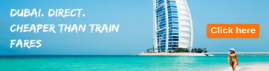 DUBAI. DIRECT.
CHEAPER THAN TRAIN
FARES
Click here